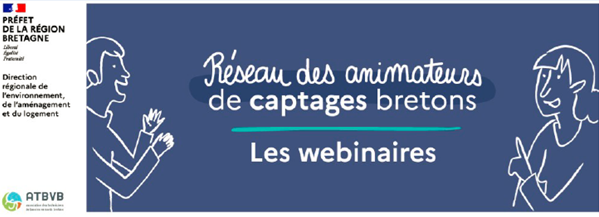 PRÉFET
DE LA RÉGION
BRETAGNE
Liberté
Égalité
Fraternité
Direction
régionale de
l'environnement,
de l'aménagement
et du logement
ATBVB
Réseau des animateurs
de captages bretons
Les webinaires